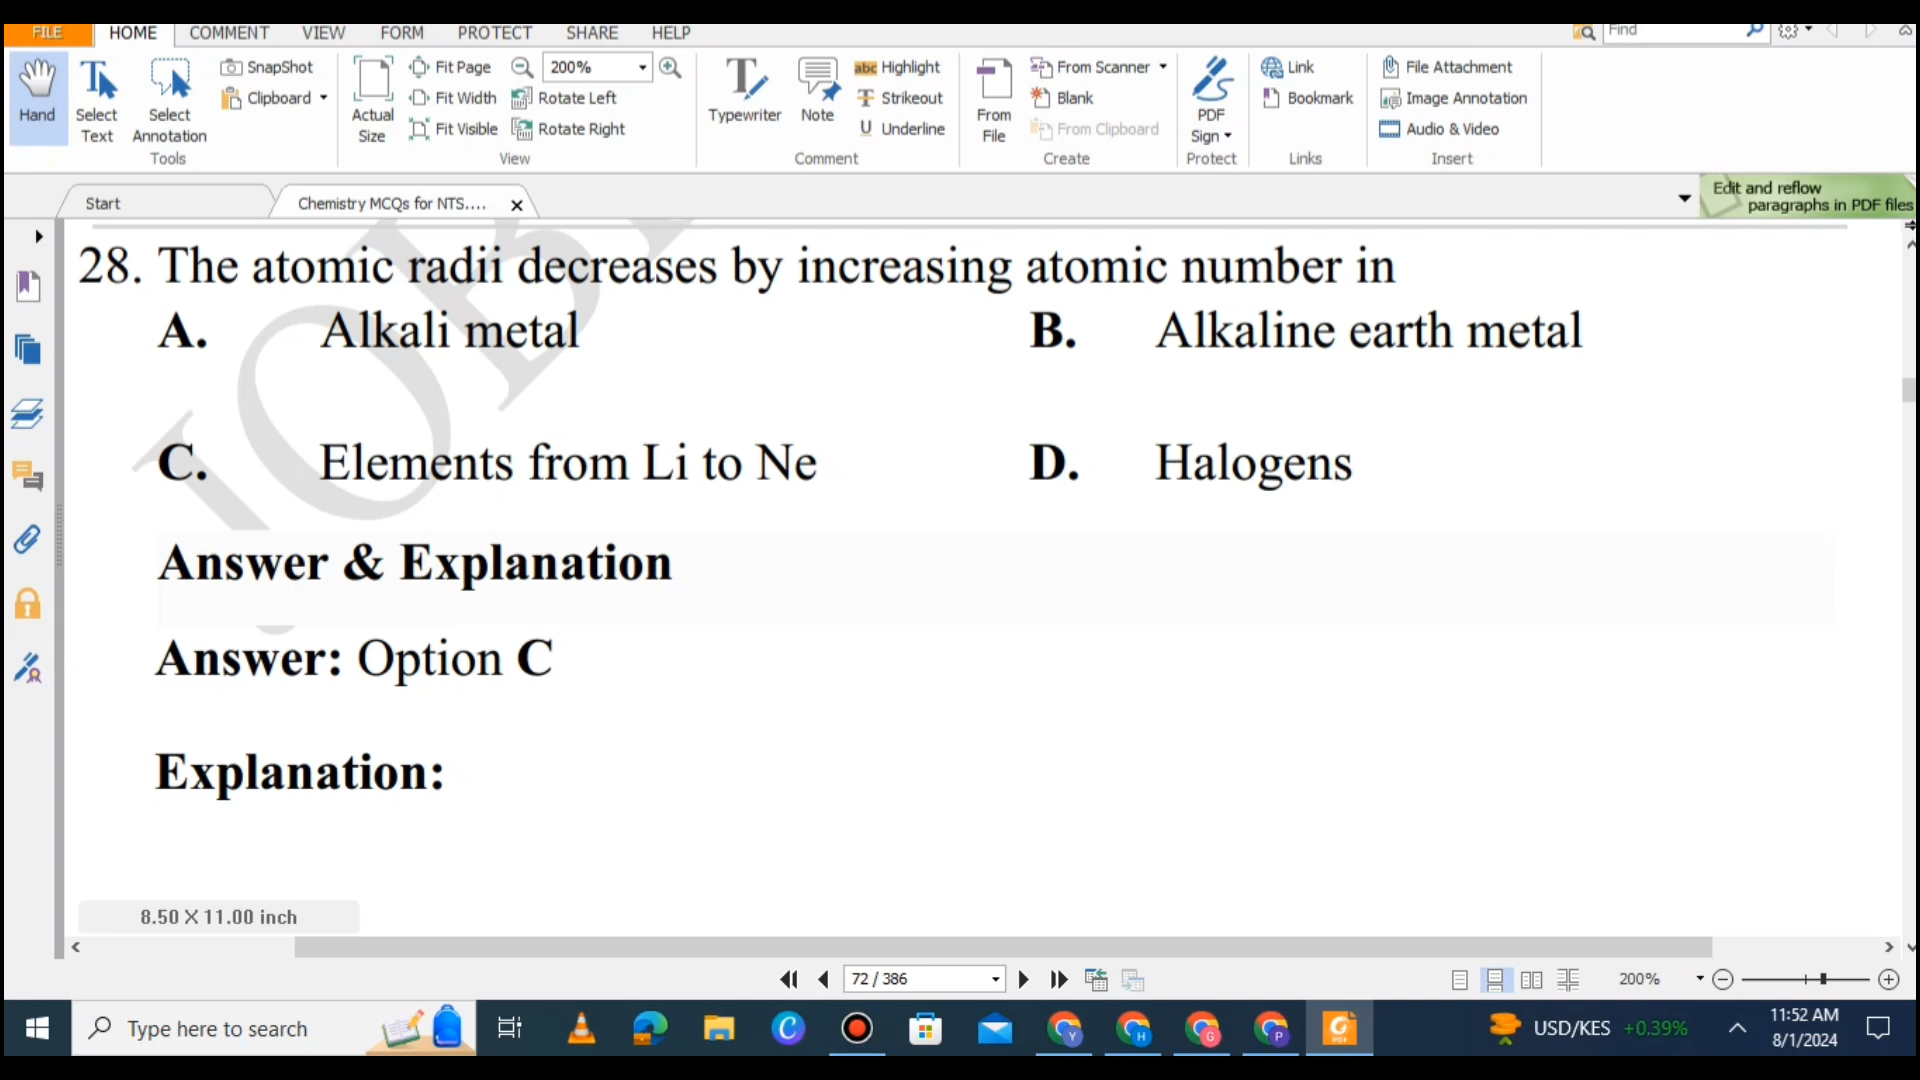 FILE HOME COMMENT VIEW FORM PROTECT SHARE HELP Find
Hand
Select Text
Select Annotation
SnapShot
Clipboard
Tools
Actual Size
Fit Page
Fit Width
Fit Visible
200%
Rotate Left
Rotate Right
View
Typewriter
Note
abc Highlight
Strikeout
U Underline
Comment
From File
From Scanner
Blank
From Clipboard
Create
PDF Sign
Protect
Link
Bookmark
Links
File Attachment
Image Annotation
Audio & Video
Insert
Start
Chemistry MCQs for NTS....
Edit and reflow
paragraphs in PDF files
28. The atomic radii decreases by increasing atomic number in
A. Alkali metal B. Alkaline earth metal
C. Elements from Li to Ne D. Halogens
Answer & Explanation
Answer: Option C
Explanation:
8.50 X 11.00 inch
72 / 386
200%
Type here to search
USD/KES +0.39%
11:52 AM
8/1/2024